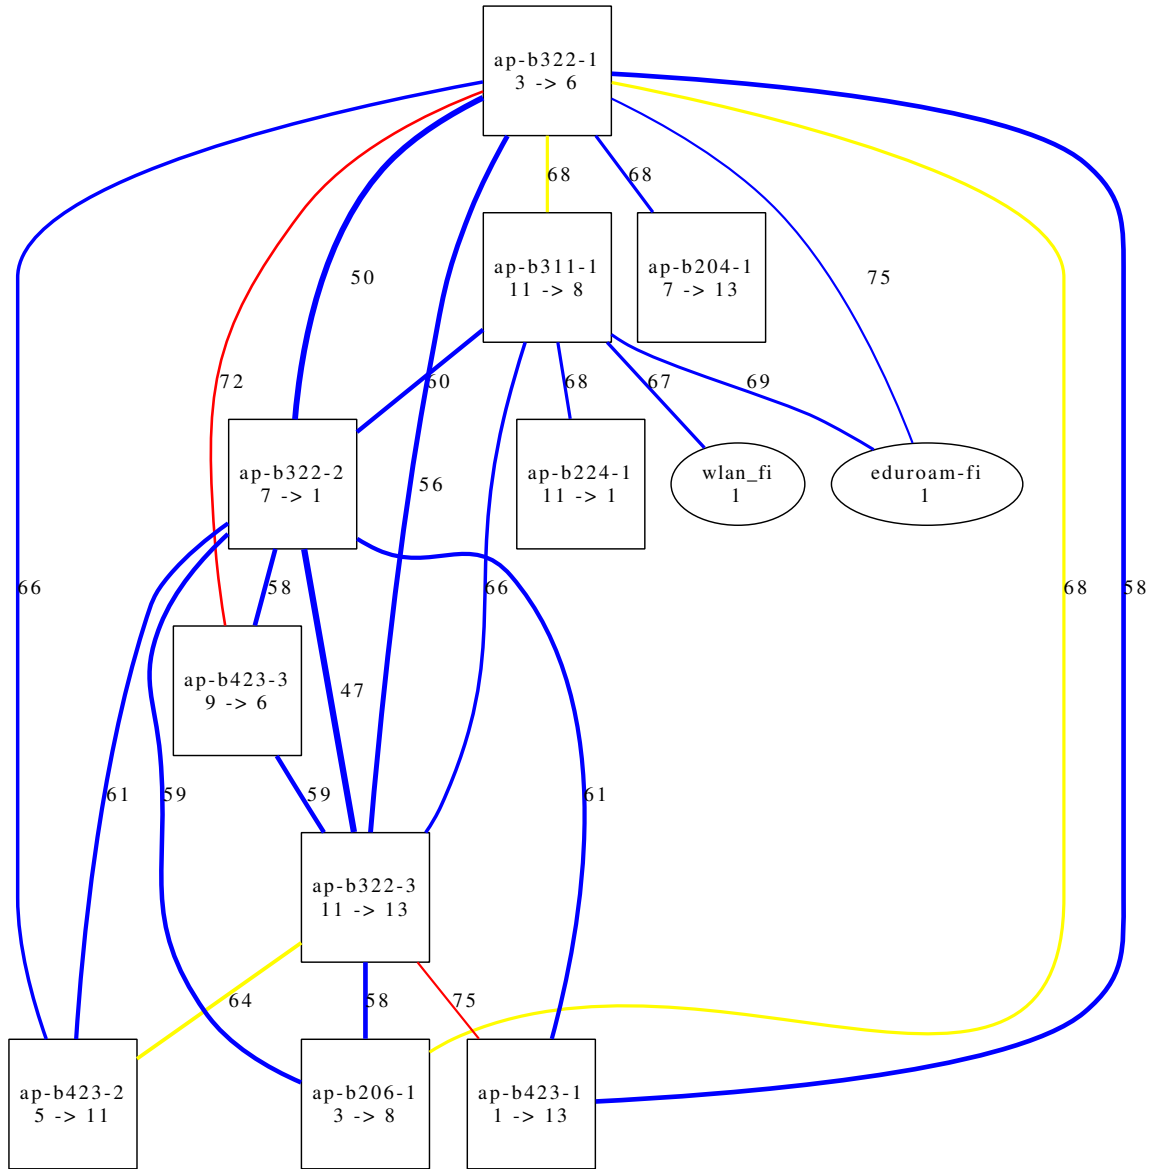 ap-b322-1
3 -> 6
68
68
ap-b311-1
11 -> 8
ap-b204-1
7 -> 13
50
75
72
60
68
67
69
ap-b322-2
7 -> 1
56
ap-b224-1
11 -> 1
wlan_fi
1
eduroam-fi
1
66
58
66
68
58
ap-b423-3
9 -> 6
47
61
59
59
61
ap-b322-3
11 -> 13
64
58
75
ap-b423-2
5 -> 11
ap-b206-1
3 -> 8
ap-b423-1
1 -> 13